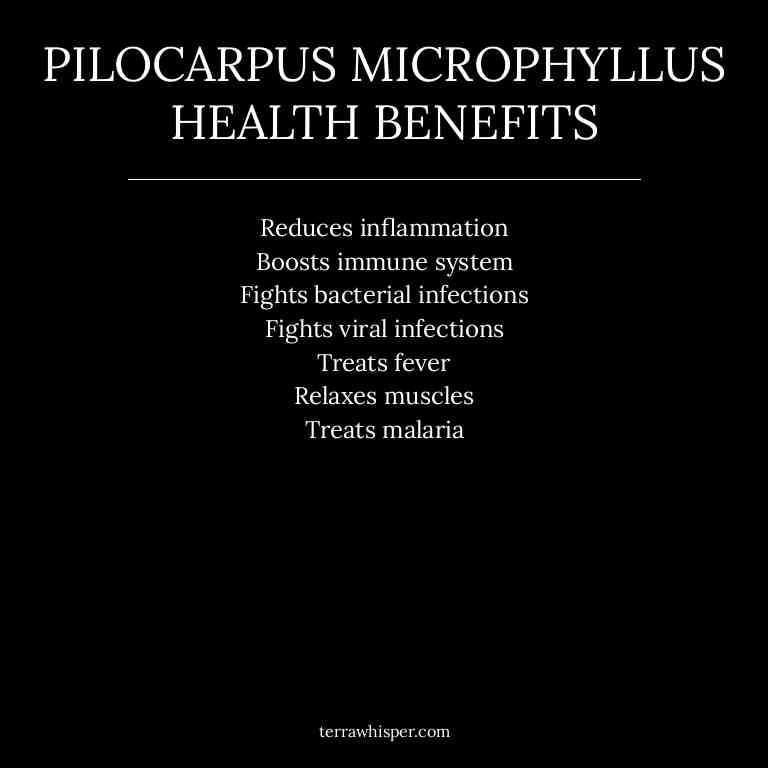 PILOCARPUS MICROPHYLLUS
HEALTH BENEFITS
Reduces inflammation
Boosts immune system
Fights bacterial infections
Fights viral infections
Treats fever
Relaxes muscles
Treats malaria
terrawhisper.com